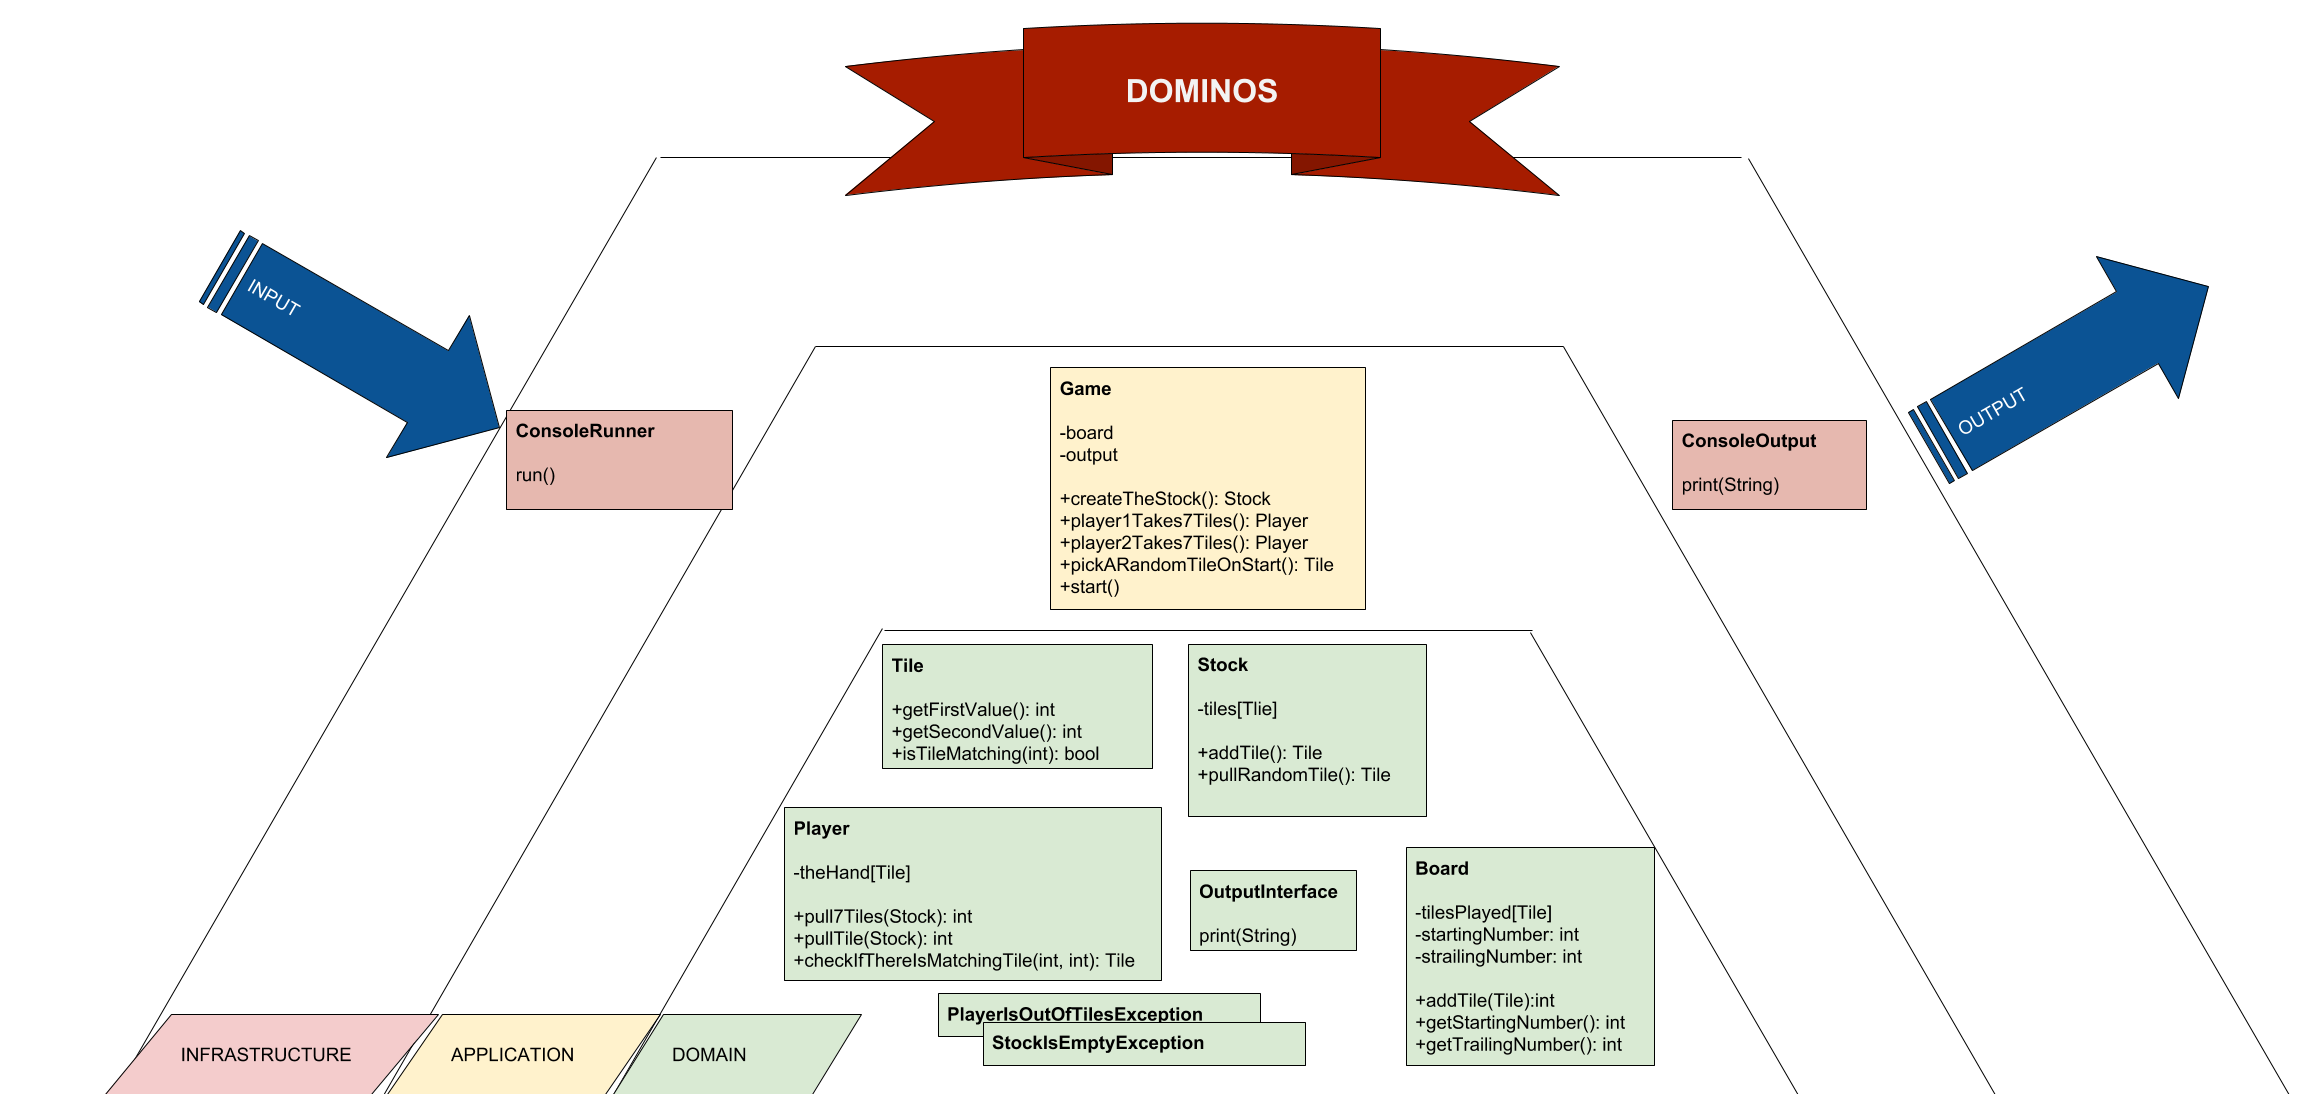 DOMINOS
INPUT
OUTPUT
ConsoleRunner
run()
Game
-board
-output
+createTheStock(): Stock
+player1Takes7Tiles(): Player
+player2Takes7Tiles(): Player
+pickARandomTileOnStart(): Tile
+start()
ConsoleOutput
print(String)
Tile
+getFirstValue(): int
+getSecondValue(): int
+isTileMatching(int): bool
Stock
-tiles[Tlie]
+addTile(): Tile
+pullRandomTile(): Tile
Player
-theHand[Tile]
+pull7Tiles(Stock): int
+pullTile(Stock): int
+checkIfThereIsMatchingTile(int, int): Tile
OutputInterface
print(String)
Board
-tilesPlayed[Tile]
-startingNumber: int
-strailingNumber: int
+addTile(Tile):int
+getStartingNumber(): int
+getTrailingNumber(): int
PlayerIsOutOfTilesException
StockIsEmptyException
INFRASTRUCTURE
APPLICATION
DOMAIN